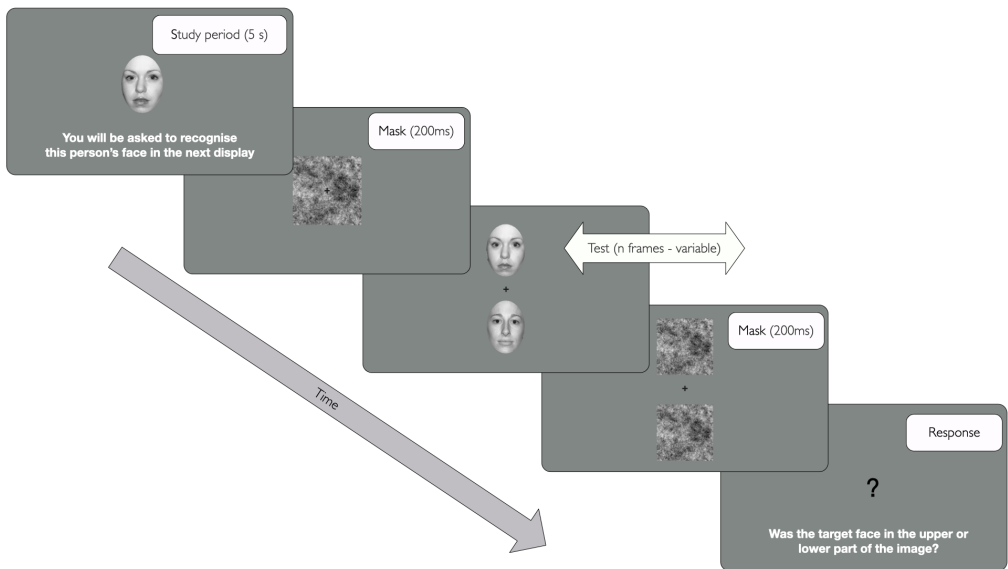 Study period (5 s)
You will be asked to recognise
this person's face in the next display
Mask (200ms)
+
+
Test (n frames - variable)
Mask (200ms)
+
Time
Response
?
Was the target face in the upper or
lower part of the image?